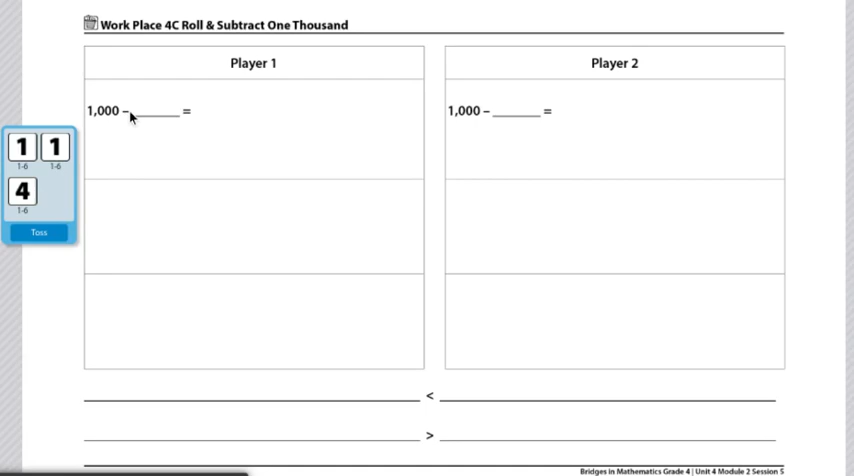 Work Place 4C Roll & Subtract One Thousand
Player 1
Player 2
1,000 – ______ =
1,000 – ______ =
1 1
1-6 1-6
4
1-6
Toss
<
>
Bridges in Mathematics Grade 4 | Unit 4 Module 2 Session 5